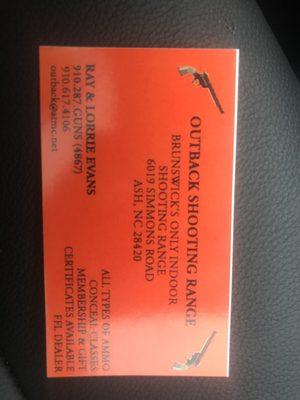 OUTBACK SHOOTING RANGE
BRUNSWICK'S ONLY INDOOR
SHOOTING RANGE
6019 SIMMONS ROAD
ASH, NC 28420
RAY & LORRIE EVANS
910.287.GUNS (4867)
910.617.4106
outback@atmc.net
ALL TYPES OF AMMO
CONCEAL CLASSES
MEMBERSHIP & GIFT
CERTIFICATES AVAILABLE
FFL DEALER